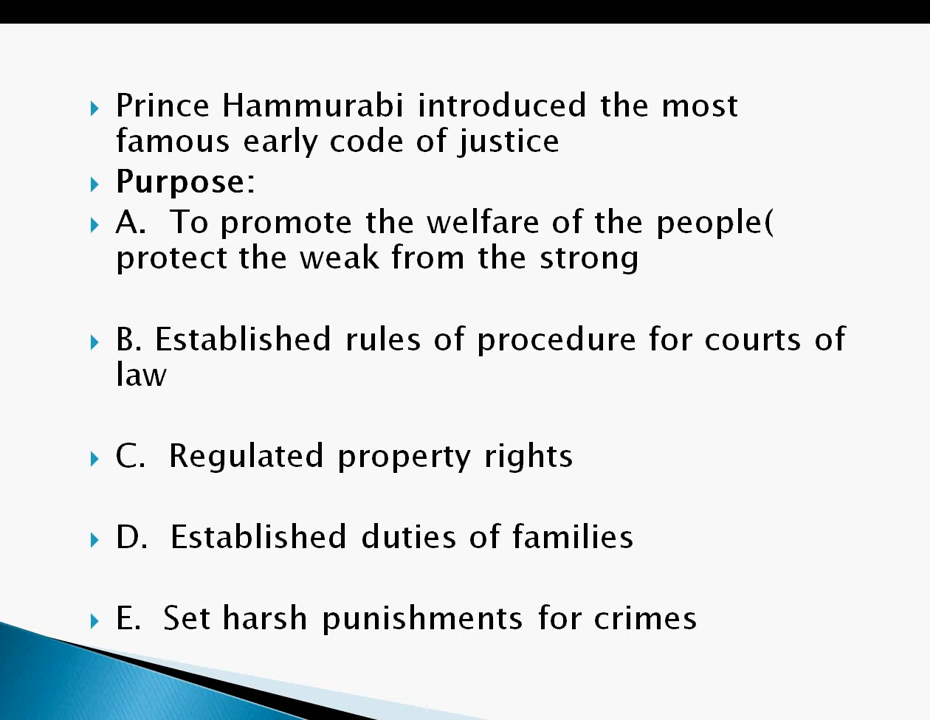 Prince Hammurabi introduced the most
famous early code of justice
Purpose:
A. To promote the welfare of the people(
protect the weak from the strong
B. Established rules of procedure for courts of
law
C. Regulated property rights
D. Established duties of families
E. Set harsh punishments for crimes